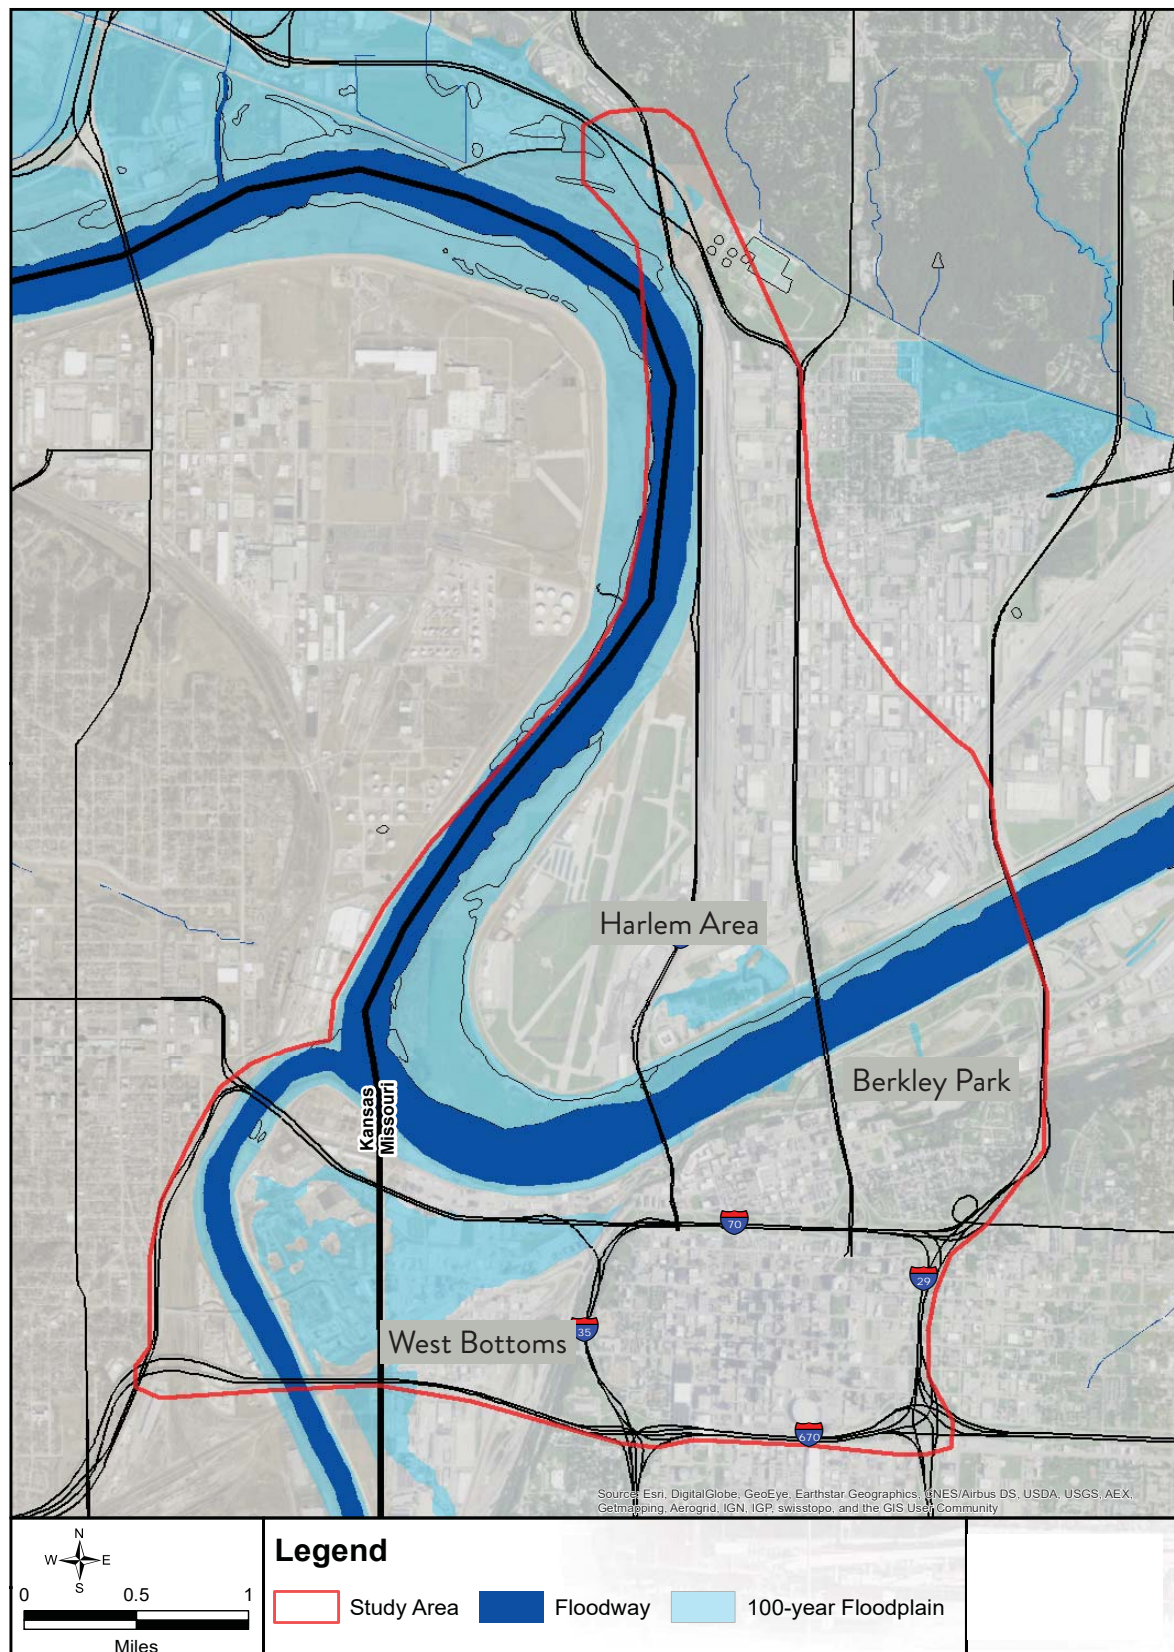 Harlem Area
Berkley Park
Kansas
Missouri
70
29
West Bottoms
35
670
Source: Esri, DigitalGlobe, GeoEye, Earthstar Geographics, CNES/Airbus DS, USDA, USGS, AEX,
Getmapping, Aerogrid, IGN, IGP, swisstopo, and the GIS User Community
N
W E
S
0 0.5 1
Miles
Legend
Study Area Floodway 100-year Floodplain